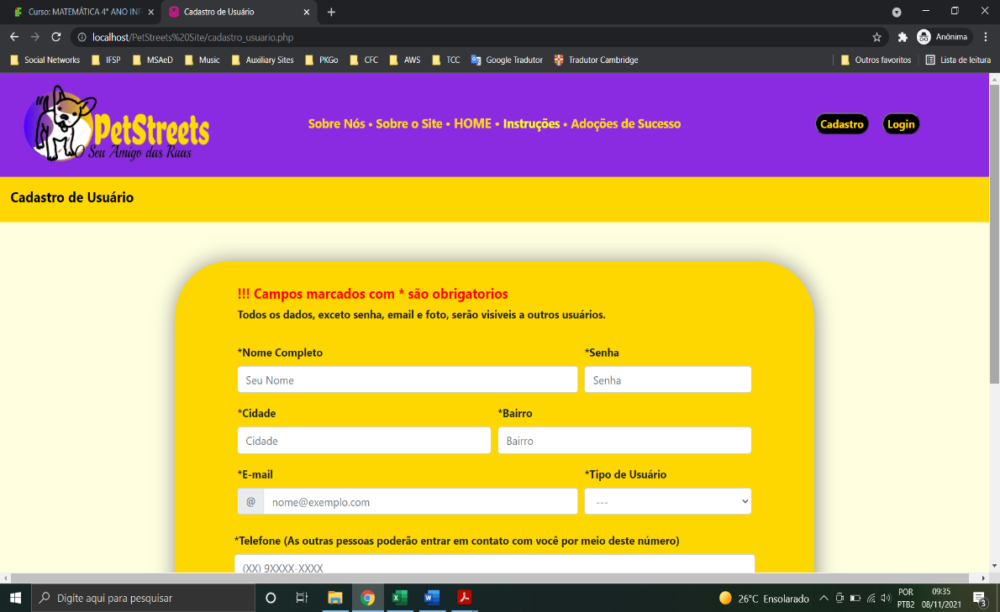 Curso: MATEMÁTICA 4° ANO INF
Cadastro de Usuário
localhost/PetStreets%20Site/cadastro_usuario.php
Anônima
Social Networks IFSP MSAeD Music Auxiliary Sites PKGo CFC AWS TCC Google Tradutor Tradutor Cambridge Outros favoritos Lista de leitura
PetStreets
Seu Amigo das Ruas
Sobre Nós • Sobre o Site • HOME • Instruções • Adoções de Sucesso
Cadastro Login
Cadastro de Usuário
!!! Campos marcados com * são obrigatorios
Todos os dados, exceto senha, email e foto, serão visiveis a outros usuários.
*Nome Completo *Senha
Seu Nome Senha
*Cidade *Bairro
Cidade Bairro
*E-mail *Tipo de Usuário
@ nome@exemplo.com ---
*Telefone (As outras pessoas poderão entrar em contato com você por meio deste número)
(XX) 9XXXX-XXXX
Digite aqui para pesquisar
26°C Ensolarado
POR
PTB2
09:35
08/11/2021
3